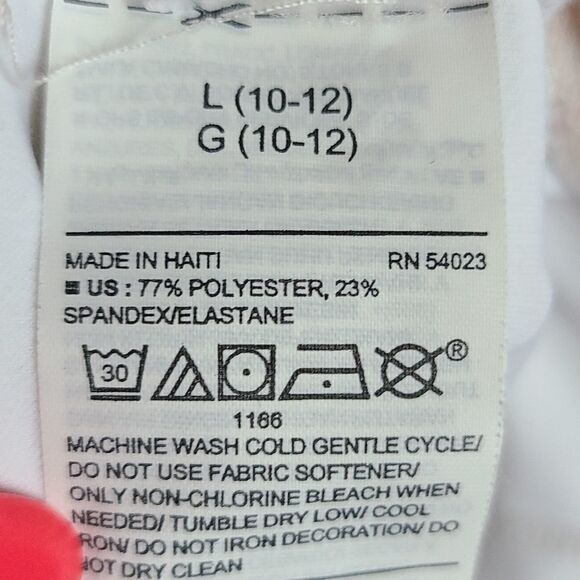 L (10-12)
G (10-12)
MADE IN HAITI RN 54023
US : 77% POLYESTER, 23%
SPANDEX/ELASTANE
30 ®
1166
MACHINE WASH COLD GENTLE CYCLE/
DO NOT USE FABRIC SOFTENER/
ONLY NON-CHLORINE BLEACH WHEN
NEEDED/ TUMBLE DRY LOW/ COOL
IRON/ DO NOT IRON DECORATION/ DO
NOT DRY CLEAN